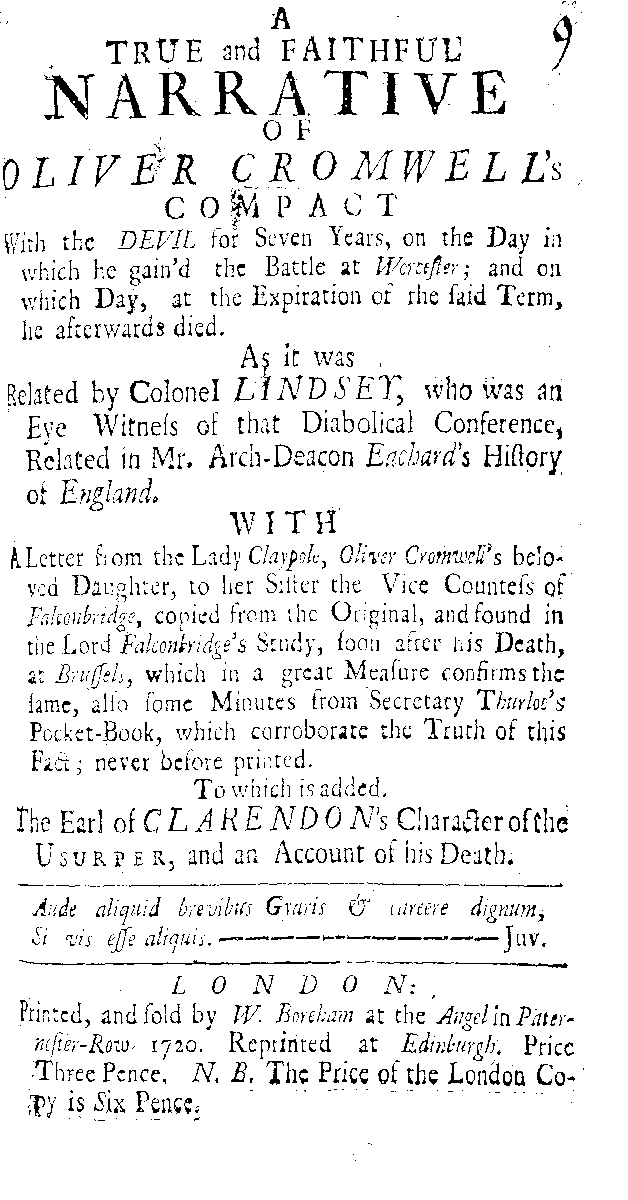 A
9
TRUE and FAITHFUL
NARRATIVE
OF
OLIVER CROMWELL's
COMPACT
With the DEVIL for Seven Years, on the Day in
which he gain'd the Battle at Worceſter; and on
which Day, at the Expiration of the ſaid Term,
he afterwards died.
As it was
Related by Colonel LINDSEY, who was an
Eye Witneſs of that Diabolical Conference,
Related in Mr. Arch-Deacon Eachard's Hiſtory
of England.
WITH
A Letter from the Lady Claypole, Oliver Cromwell's belo-
ved Daughter, to her Siſter the Vice Counteſs of
Falconbridge, copied from the Original, and found in
the Lord Falconbridge's Study, ſoon after his Death,
at Bruſſels, which in a great Meaſure confirms the
ſame, alſo ſome Minutes from Secretary Thurloe's
Pocket-Book, which corroborate the Truth of this
Fact; never before printed.
To which is added.
The Earl of CLARENDON's Character of the
USURPER, and an Account of his Death.
Aude aliquid brevibus Gyaris & carcere dignum,
Si vis eſſe aliquis. Juv.
LONDON:
Printed, and ſold by W. Boreham at the Angel in Pater-
noſter-Row 1720. Reprinted at Edinburgh. Price
Three Pence. N. B. The Price of the London Co-
py is Six Pence.